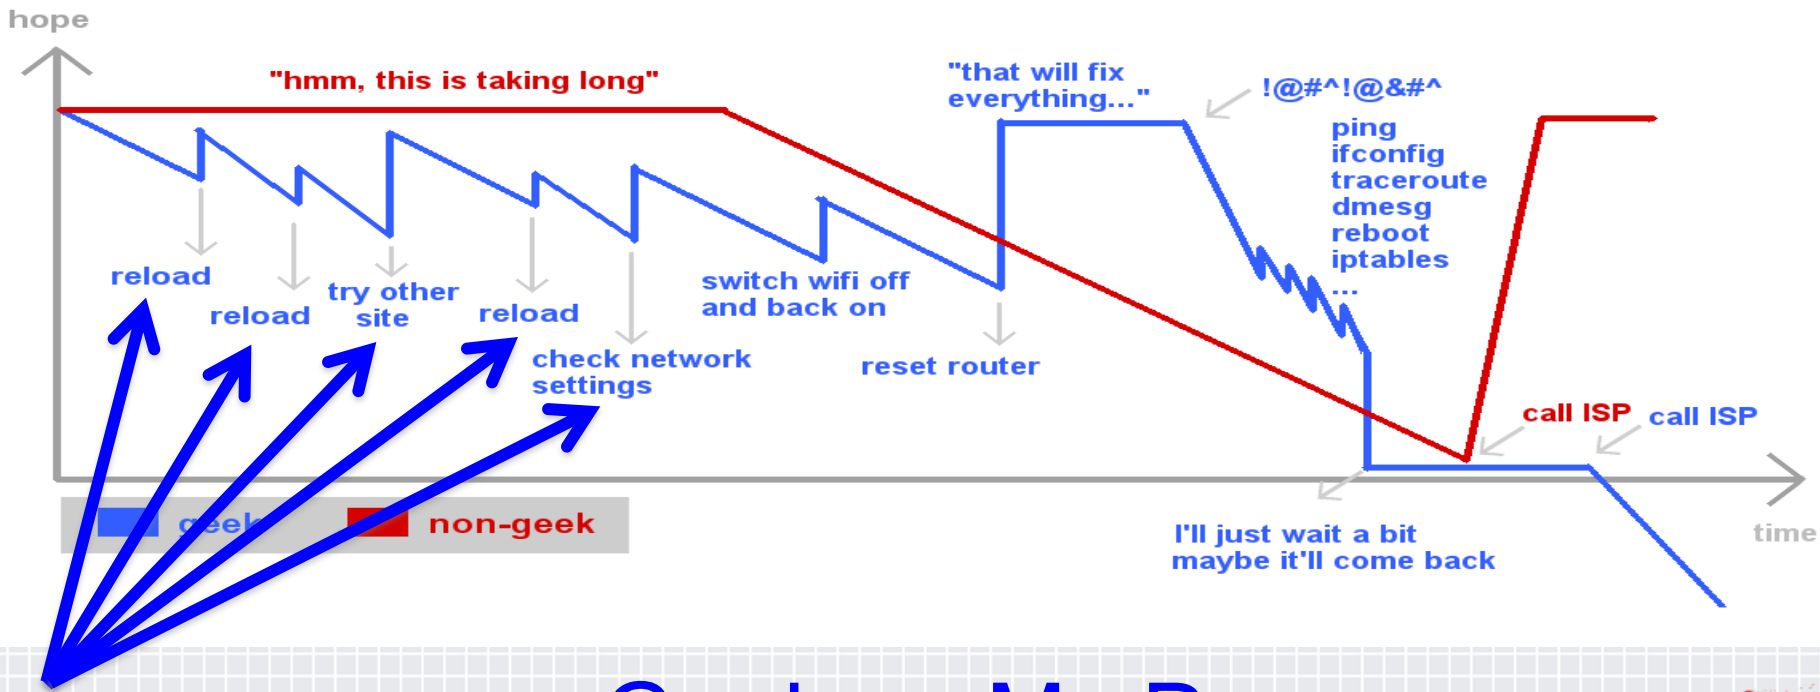 hope
"hmm, this is taking long"
"that will fix
everything..."
!@#^!@&#^
ping
ifconfig
traceroute
dmesg
reboot
iptables
...
reload
reload
try other
site
reload
check network
settings
switch wifi off
and back on
reset router
call ISP
call ISP
geek
non-geek
I'll just wait a bit
maybe it'll come back
time